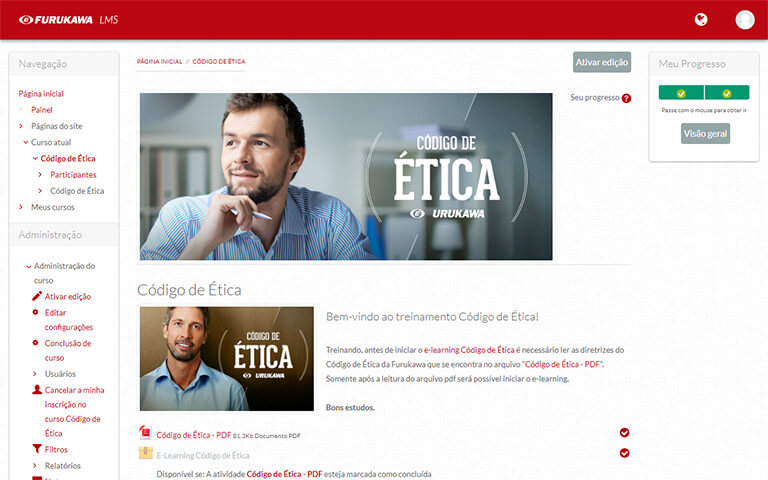 FURUKAWA LMS
Navegação
Página inicial
Painel
Páginas do site
Curso atual
Código de Ética
Participantes
Código de Ética
Meus cursos
Administração
Administração do
curso
Ativar edição
Editar
configurações
Conclusão de
curso
Usuários
Cancelar a minha
inscrição no
curso Código de
Ética
Filtros
Relatórios
PÁGINA INICIAL // CÓDIGO DE ÉTICA
Ativar edição
Seu progresso ?
CÓDIGO DE
ÉTICA
URUKAWA
Código de Ética
CÓDIGO DE
ÉTICA
URUKAWA
Bem-vindo ao treinamento Código de Ética!
Treinando, antes de iniciar o e-learning Código de Ética é necessário ler as diretrizes do
Código de Ética da Furukawa que se encontra no arquivo "Código de Ética - PDF".
Somente após a leitura do arquivo pdf será possível iniciar o e-learning.
Bons estudos.
Código de Ética - PDF 81.3Kb Documento PDF
E-Learning Código de Ética
Disponível se: A atividade Código de Ética - PDF esteja marcada como concluída
Meu Progresso
Passe com o mouse para obter ir
Visão geral